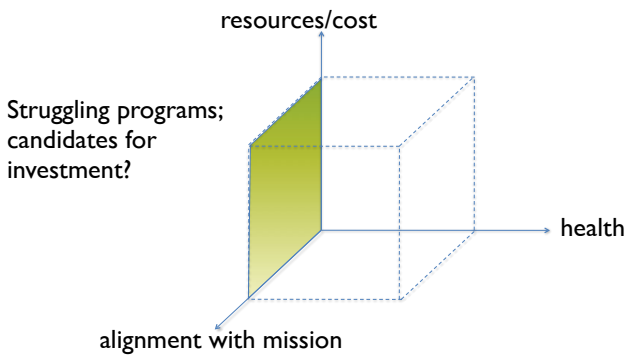 resources/cost
Struggling programs;
candidates for
investment?
health
alignment with mission